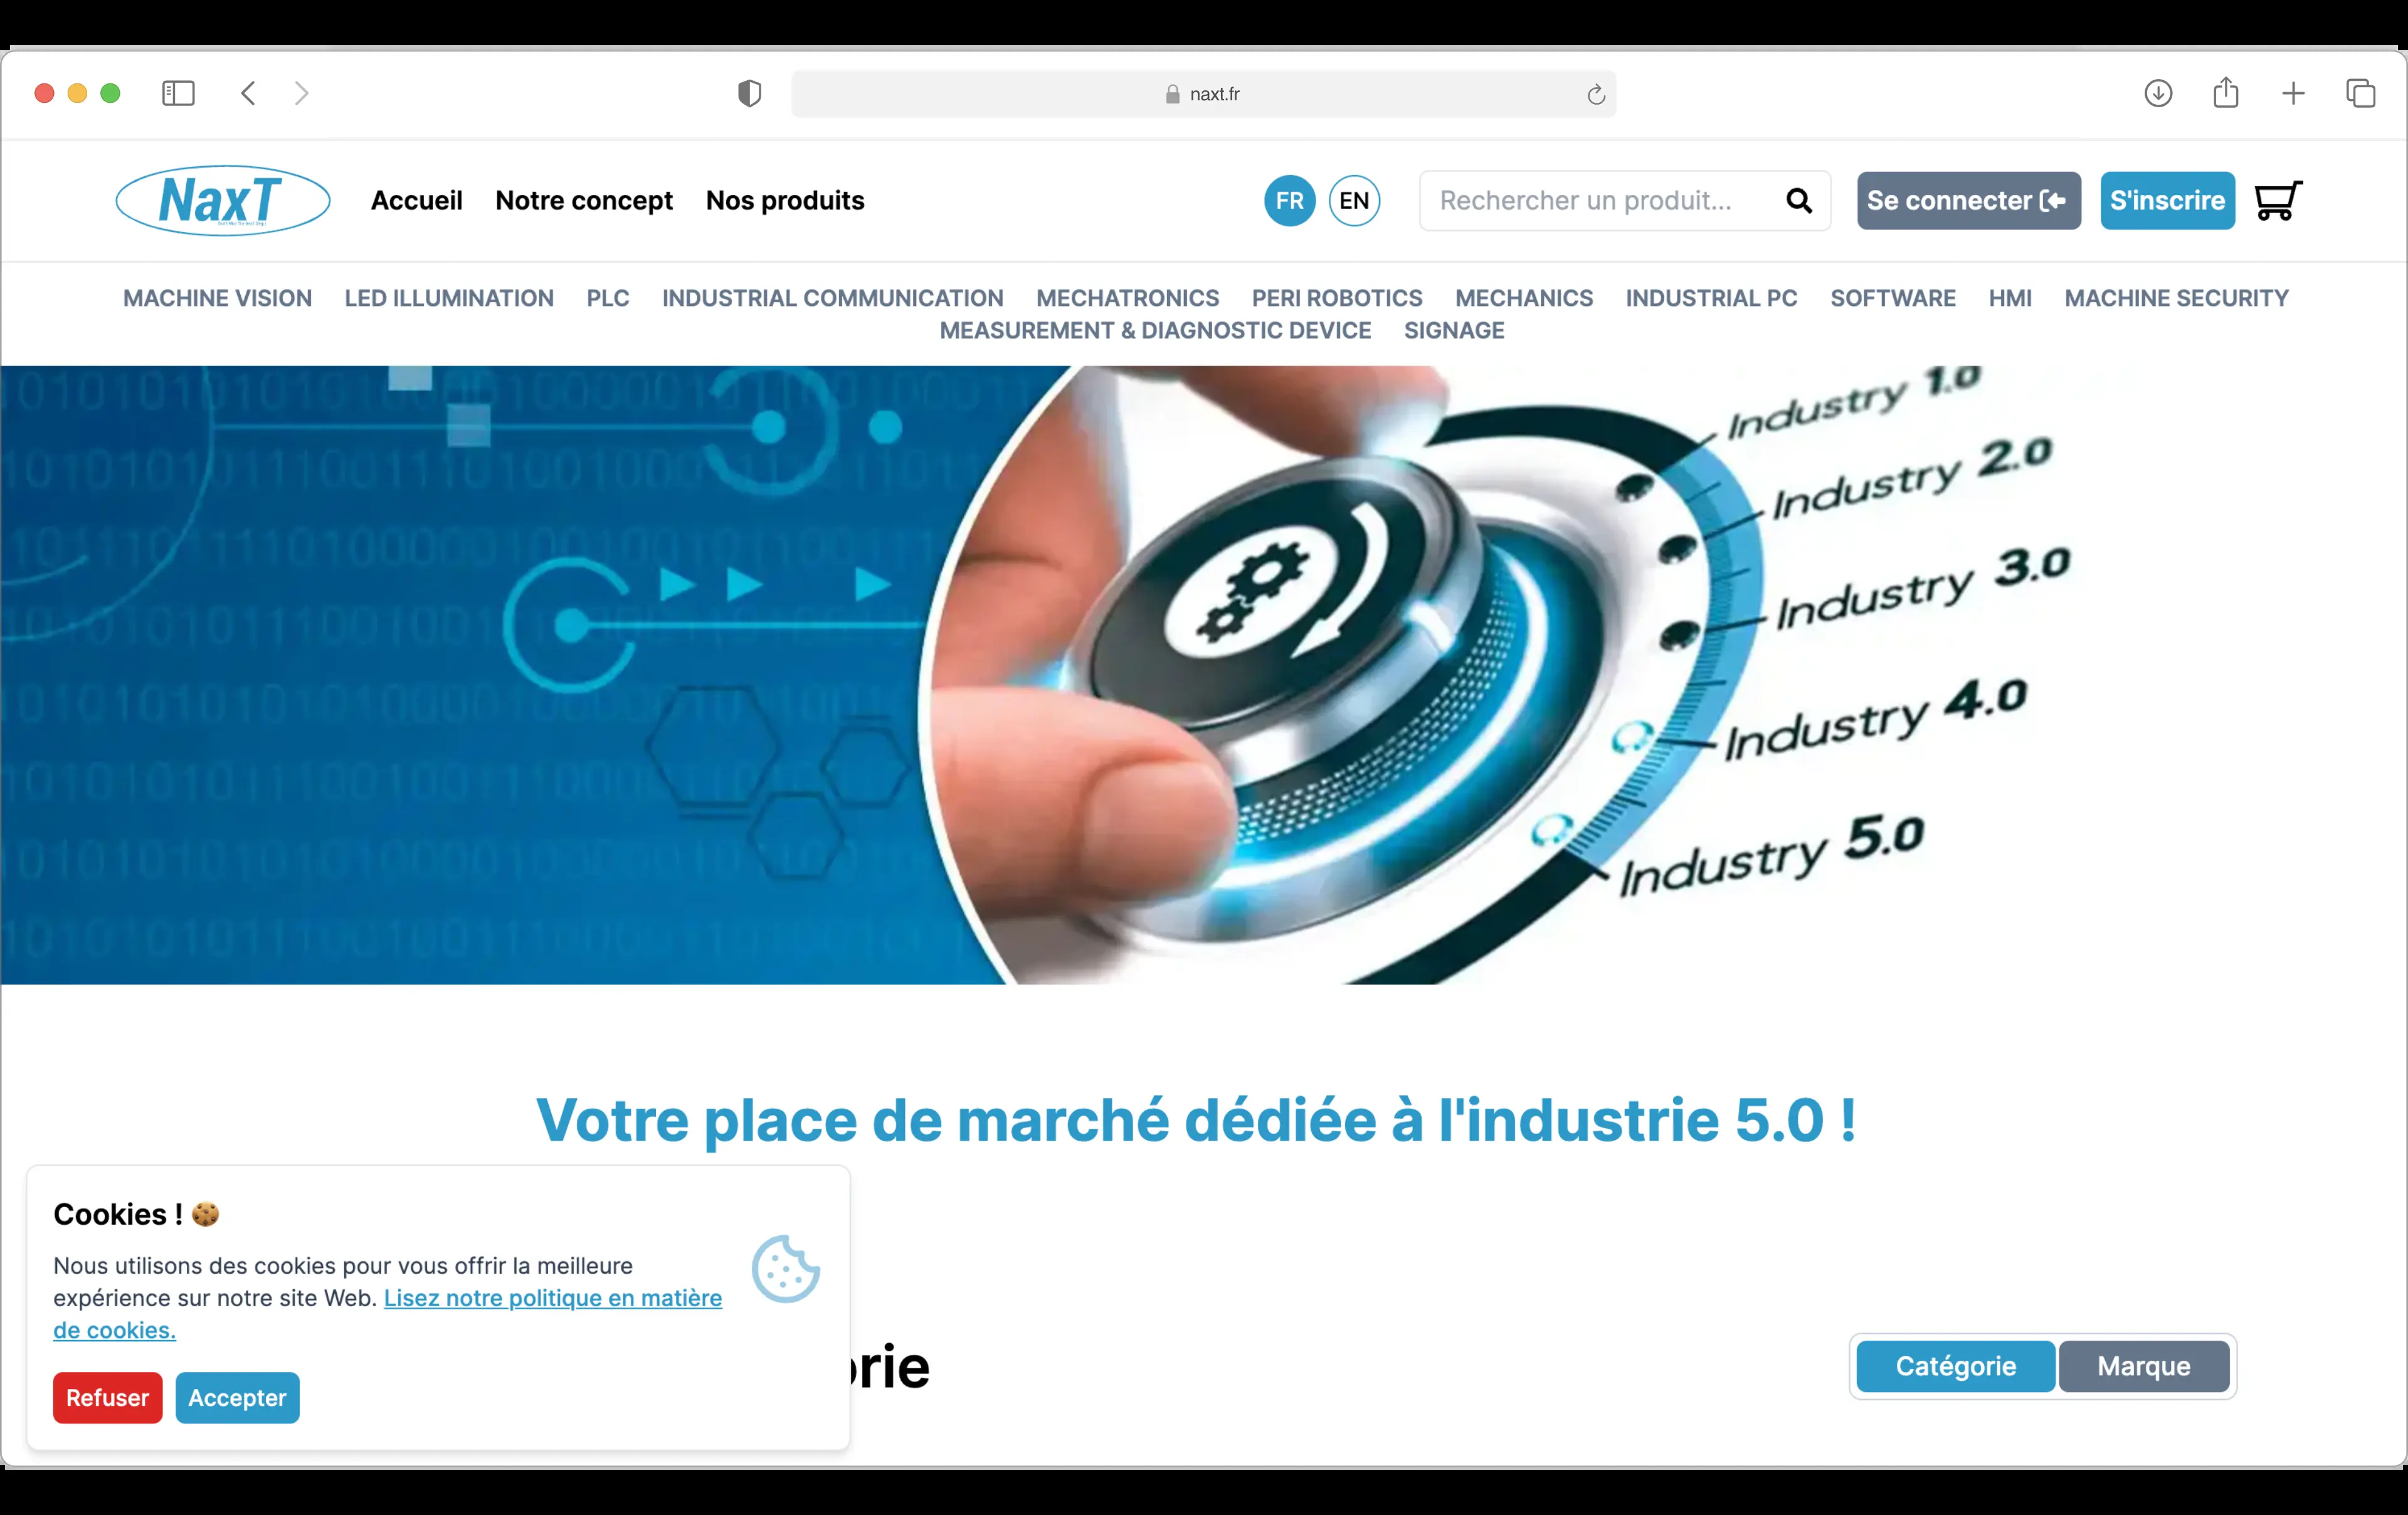 naxt.fr
NaxT
Accueil Notre concept Nos produits
FR EN
Rechercher un produit...
Se connecter
S'inscrire
MACHINE VISION LED ILLUMINATION PLC INDUSTRIAL COMMUNICATION MECHATRONICS PERI ROBOTICS MECHANICS INDUSTRIAL PC SOFTWARE HMI MACHINE SECURITY
MEASUREMENT & DIAGNOSTIC DEVICE SIGNAGE
Industry 1.0
Industry 2.0
Industry 3.0
Industry 4.0
Industry 5.0
Votre place de marché dédiée à l'industrie 5.0 !
Cookies !
Nous utilisons des cookies pour vous offrir la meilleure
expérience sur notre site Web. Lisez notre politique en matière
de cookies.
Refuser Accepter
rie
Catégorie Marque